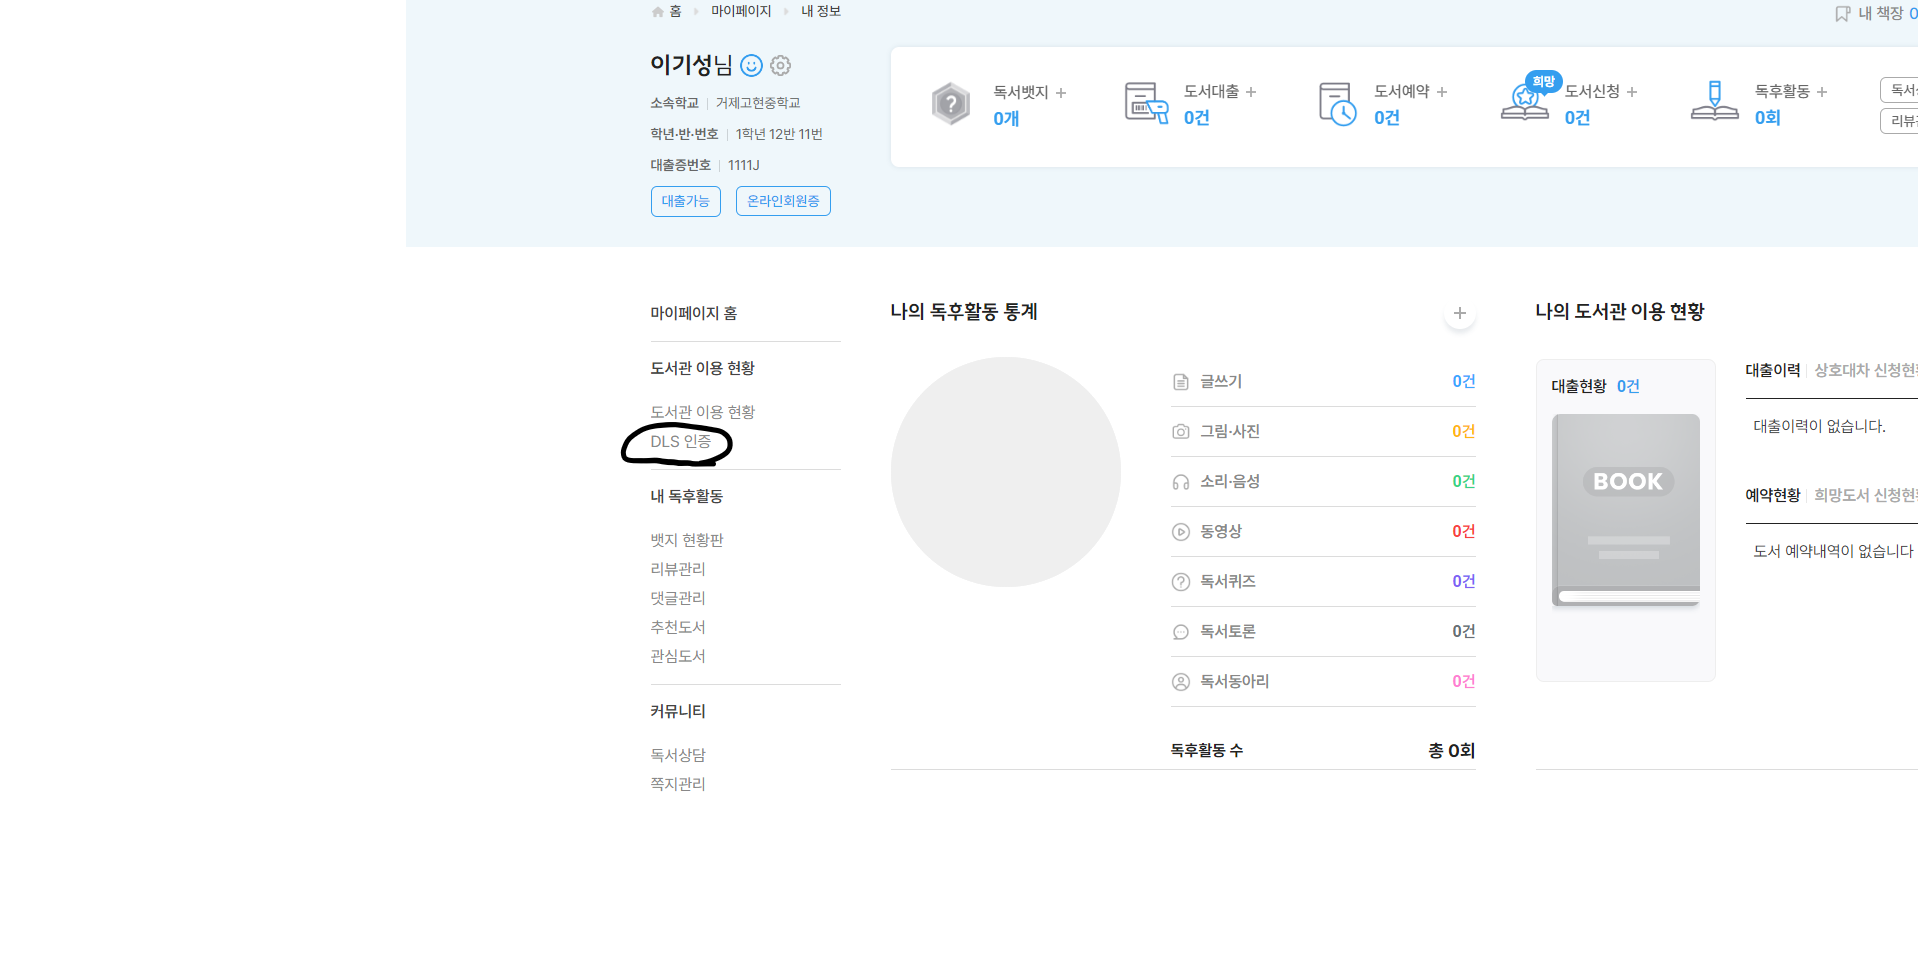 홈 마이페이지 내 정보
내 책장 0
이기성님
소속학교 거제고현중학교
학년·반·번호 1학년 12반 11번
대출증번호 1111J
대출가능 온라인회원증
독서뱃지
0개
도서대출
0건
도서예약
0건
희망
도서신청
0건
독후활동
0회
독서
리뷰
마이페이지 홈
도서관 이용 현황
도서관 이용 현황
DLS 인증
내 독후활동
뱃지 현황판
리뷰관리
댓글관리
추천도서
관심도서
커뮤니티
독서상담
쪽지관리
나의 독후활동 통계
글쓰기 0건
그림·사진 0건
소리·음성 0건
동영상 0건
독서퀴즈 0건
독서토론 0건
독서동아리 0건
독후활동 수 총 0회
나의 도서관 이용 현황
대출현황 0건
BOOK
대출이력 상호대차 신청현황
대출이력이 없습니다.
예약현황 희망도서 신청현황
도서 예약내역이 없습니다